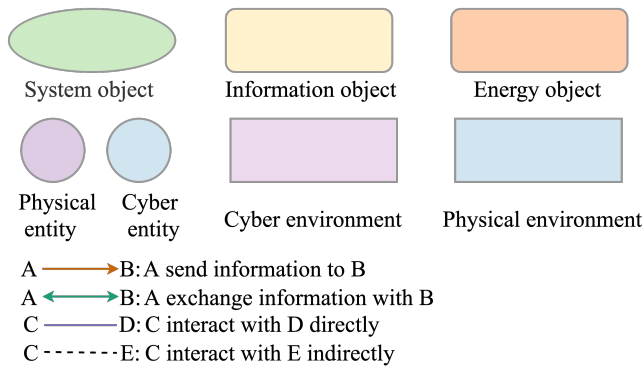 System object
Information object
Energy object
Physical entity
Cyber entity
Cyber environment
Physical environment
A B: A send information to B
A B: A exchange information with B
C D: C interact with D directly
C E: C interact with E indirectly